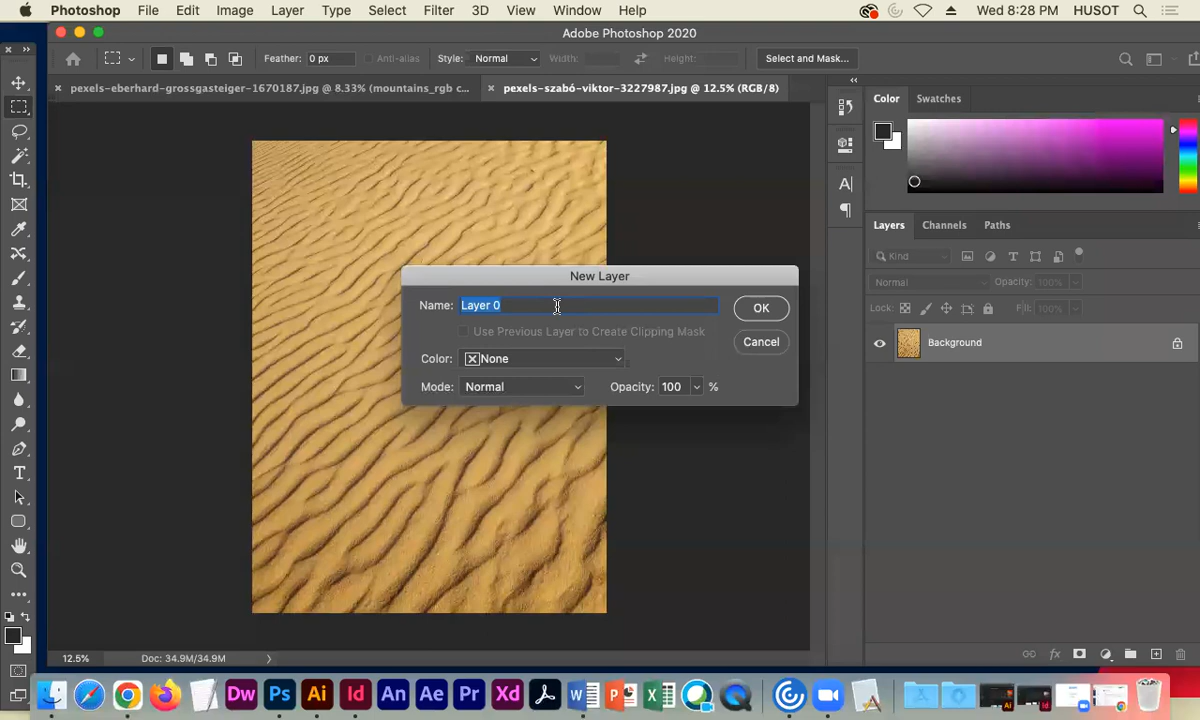 Photoshop File Edit Image Layer Type Select Filter 3D View Window Help Wed 8:28 PM HUSOT
Adobe Photoshop 2020
Feather: 0 px Anti-alias Style: Normal Width: Height: Select and Mask...
pexels-eberhard-grossgasteiger-1670187.jpg @ 8.33% (mountains_rgb c... pexels-szabó-viktor-3227987.jpg @ 12.5% (RGB/8)
Color Swatches
A
Layers Channels Paths
Kind
Normal Opacity: 100%
Lock: Fill: 100%
Background
New Layer
Name: Layer 0 OK
Use Previous Layer to Create Clipping Mask
Cancel
Color: None
Mode: Normal Opacity: 100 %
T
fx
12.5% Doc: 34.9M/34.9M
Dw Ps Ai Id An Ae Pr Xd W P X